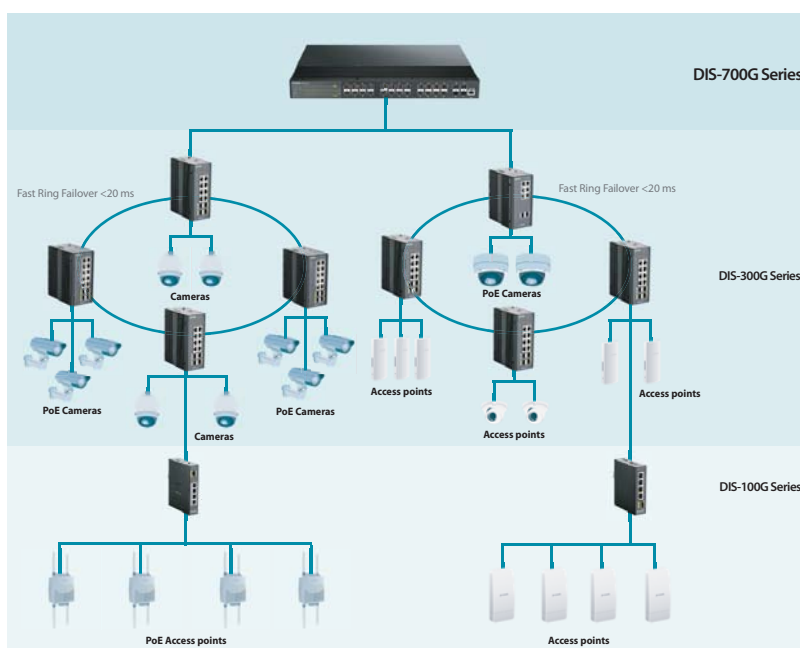 DIS-700G Series
Fast Ring Failover <20 ms
Fast Ring Failover <20 ms
Cameras
PoE Cameras
DIS-300G Series
PoE Cameras
Cameras
PoE Cameras
Access points
Access points
Access points
DIS-100G Series
PoE Access points
Access points